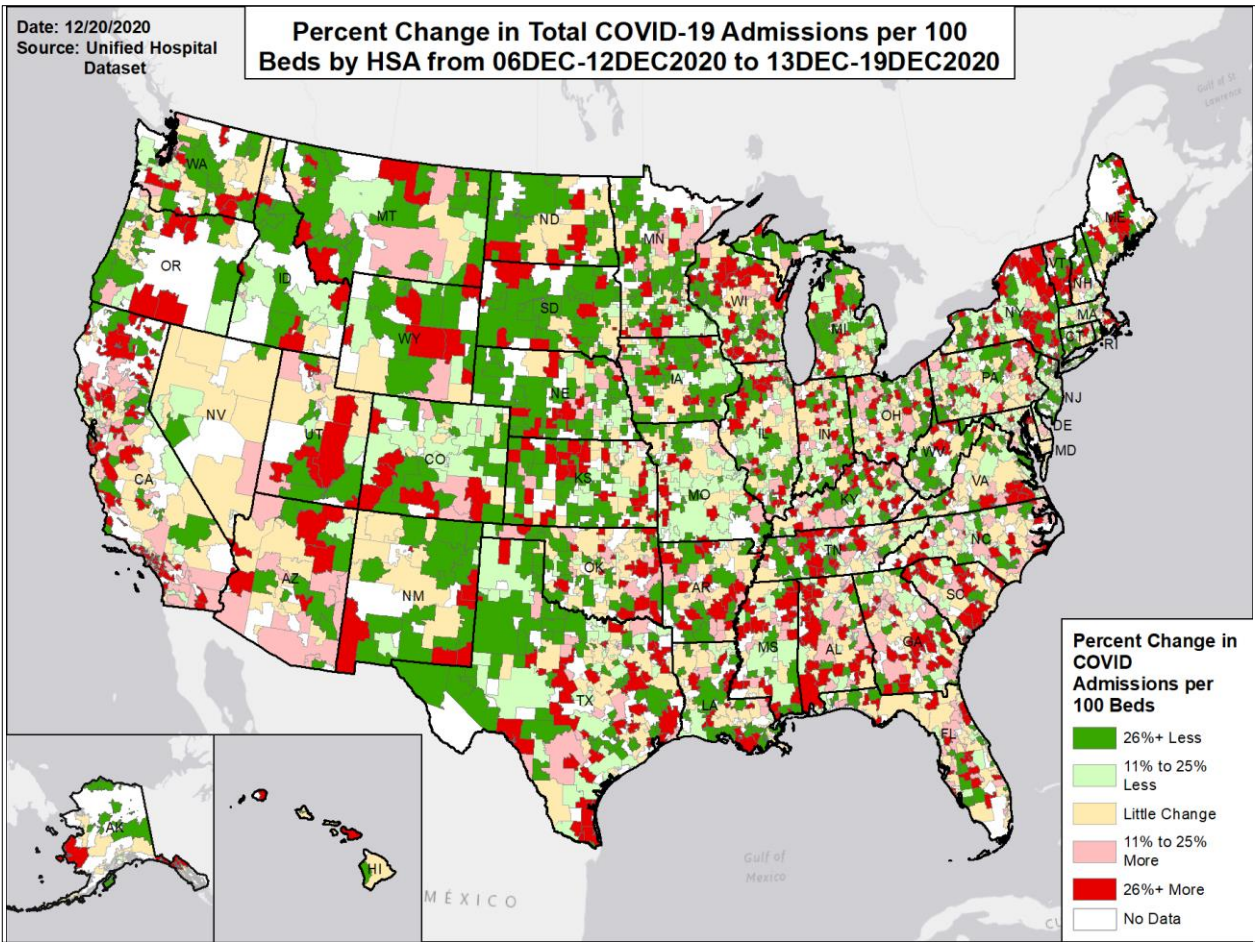 Date: 12/20/2020
Source: Unified Hospital
Dataset
Percent Change in Total COVID-19 Admissions per 100
Beds by HSA from 06DEC-12DEC2020 to 13DEC-19DEC2020
Gulf of St
Lawrence
WA
MT
ND
MN
ME
OR
ID
SD
WI
VT
NH
NY
MA
CT
RI
WY
MI
IA
NE
PA
NJ
NV
UT
CO
IL
IN
OH
DE
MD
CA
KS
MO
WV
KY
VA
AZ
NM
OK
AR
TN
NC
SC
MS
AL
GA
TX
LA
FL
AK
HI
MÉXICO
Gulf of
Mexico
CU
Percent Change in
COVID
Admissions per
100 Beds
26%+ Less
11% to 25%
Less
Little Change
11% to 25%
More
26%+ More
No Data